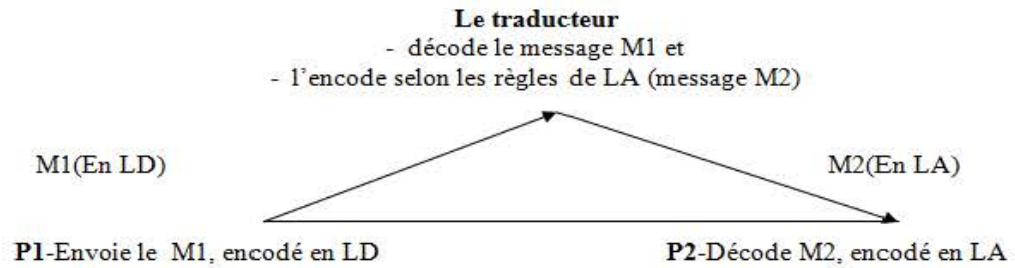 Le traducteur
- décode le message M1 et
- l'encode selon les règles de LA (message M2)
M1(En LD)
M2(En LA)
P1-Envoie le M1, encodé en LD
P2-Décode M2, encodé en LA